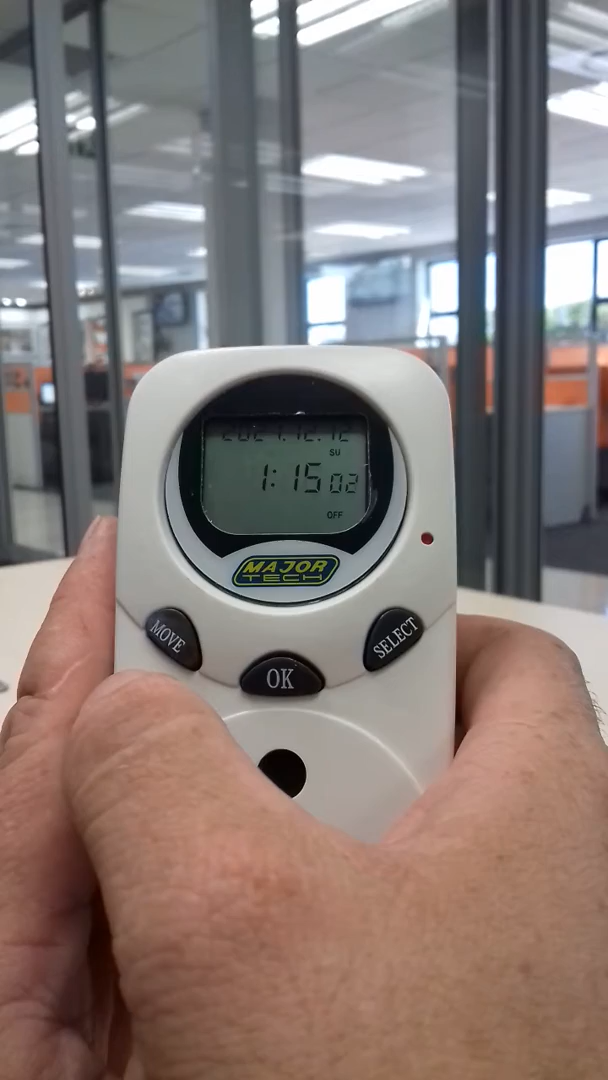 2021.12.12
SU
1:15 02
OFF
MAJOR
TECH
MOVE
OK
SELECT